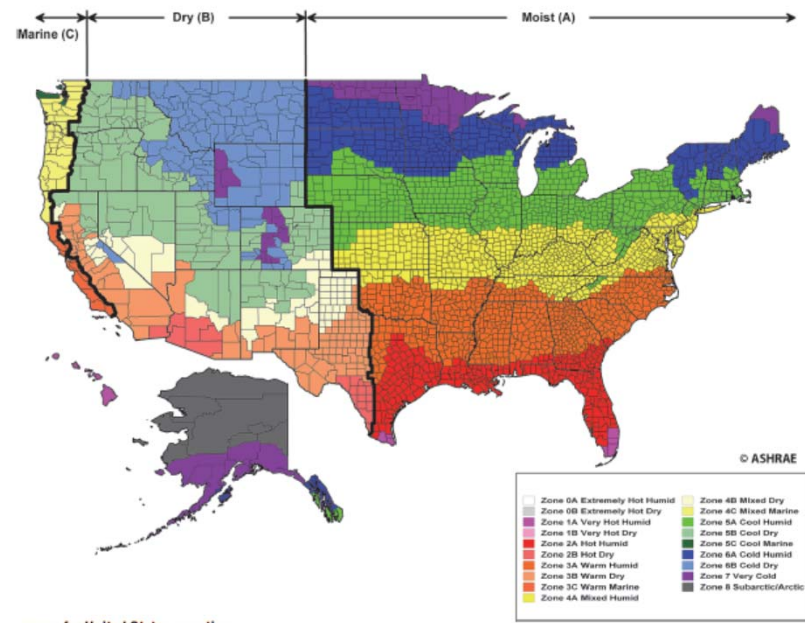 Marine (C)
Dry (B)
Moist (A)
© ASHRAE
Zone 0A Extremely Hot Humid
Zone 0B Extremely Hot Dry
Zone 1A Very Hot Humid
Zone 1B Very Hot Dry
Zone 2A Hot Humid
Zone 2B Hot Dry
Zone 3A Warm Humid
Zone 3B Warm Dry
Zone 3C Warm Marine
Zone 4A Mixed Humid
Zone 4B Mixed Dry
Zone 4C Mixed Marine
Zone 5A Cool Humid
Zone 5B Cool Dry
Zone 5C Cool Marine
Zone 6A Cold Humid
Zone 6B Cold Dry
Zone 7 Very Cold
Zone 8 Subarctic/Arctic